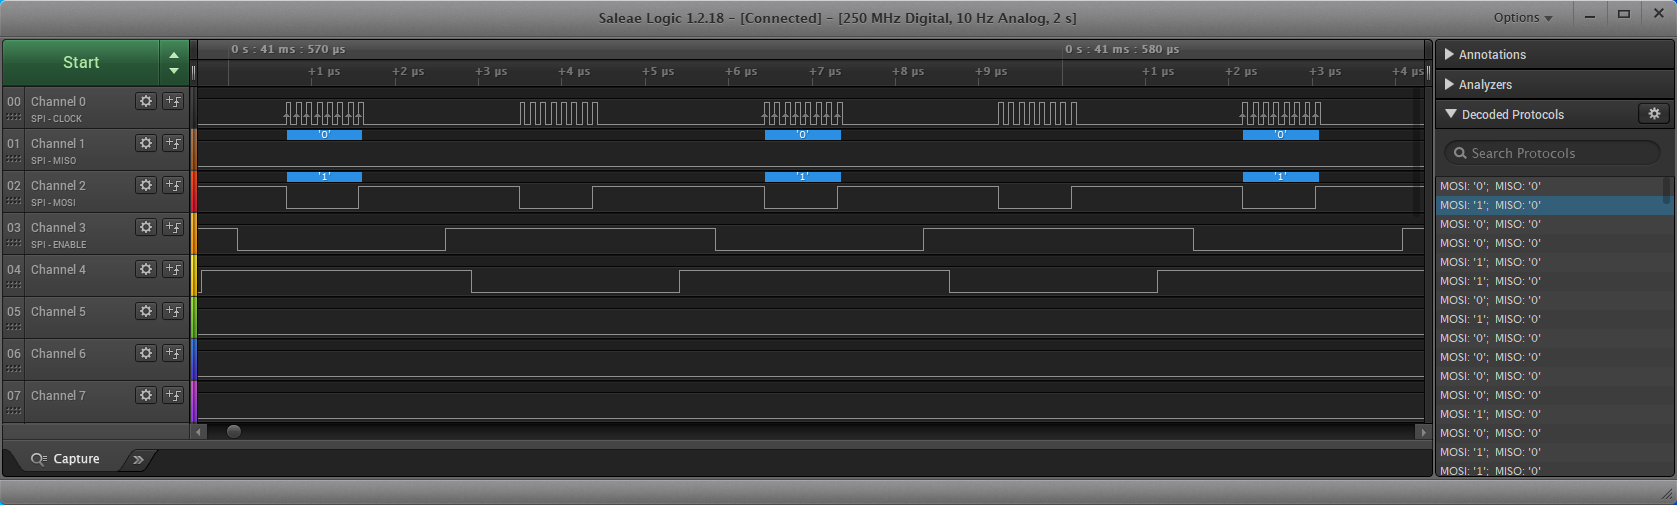 Saleae Logic 1.2.18 – [Connected] – [250 MHz Digital, 10 Hz Analog, 2 s]
Options
Start
0 s : 41 ms : 570 µs
0 s : 41 ms : 580 µs
+1 µs
+2 µs
+3 µs
+4 µs
+5 µs
+6 µs
+7 µs
+8 µs
+9 µs
+1 µs
+2 µs
+3 µs
+4 µs
00 Channel 0
SPI - CLOCK
'0' '0' '0'
01 Channel 1
SPI - MISO
'1' '1' '1'
02 Channel 2
SPI - MOSI
03 Channel 3
SPI - ENABLE
04 Channel 4
05 Channel 5
06 Channel 6
07 Channel 7
Capture
Annotations
Analyzers
Decoded Protocols
Search Protocols
MOSI: '0'; MISO: '0'
MOSI: '1'; MISO: '0'
MOSI: '0'; MISO: '0'
MOSI: '0'; MISO: '0'
MOSI: '1'; MISO: '0'
MOSI: '1'; MISO: '0'
MOSI: '0'; MISO: '0'
MOSI: '1'; MISO: '0'
MOSI: '0'; MISO: '0'
MOSI: '0'; MISO: '0'
MOSI: '0'; MISO: '0'
MOSI: '0'; MISO: '0'
MOSI: '1'; MISO: '0'
MOSI: '0'; MISO: '0'
MOSI: '1'; MISO: '0'
MOSI: '1'; MISO: '0'